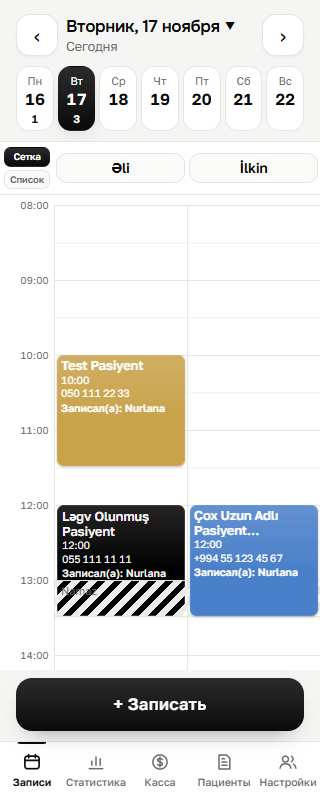 ‹
Вторник, 17 ноября ▼
Сегодня
›
Пн Вт Ср Чт Пт Сб Вс
16 17 18 19 20 21 22
1 3
Сетка
Список
Əli
İlkin
08:00
09:00
10:00
Test Pasiyent
10:00
050 111 22 33
Записал(а): Nurlana
11:00
12:00
Ləgv Olunmuş
Pasiyent
12:00
055 111 11 11
Записал(а): Nurlana
Çox Uzun Adlı
Pasiyent...
12:00
+994 55 123 45 67
Записал(а): Nurlana
13:00
14:00
+ Записать
Записи
Статистика
Касса
Пациенты
Настройки